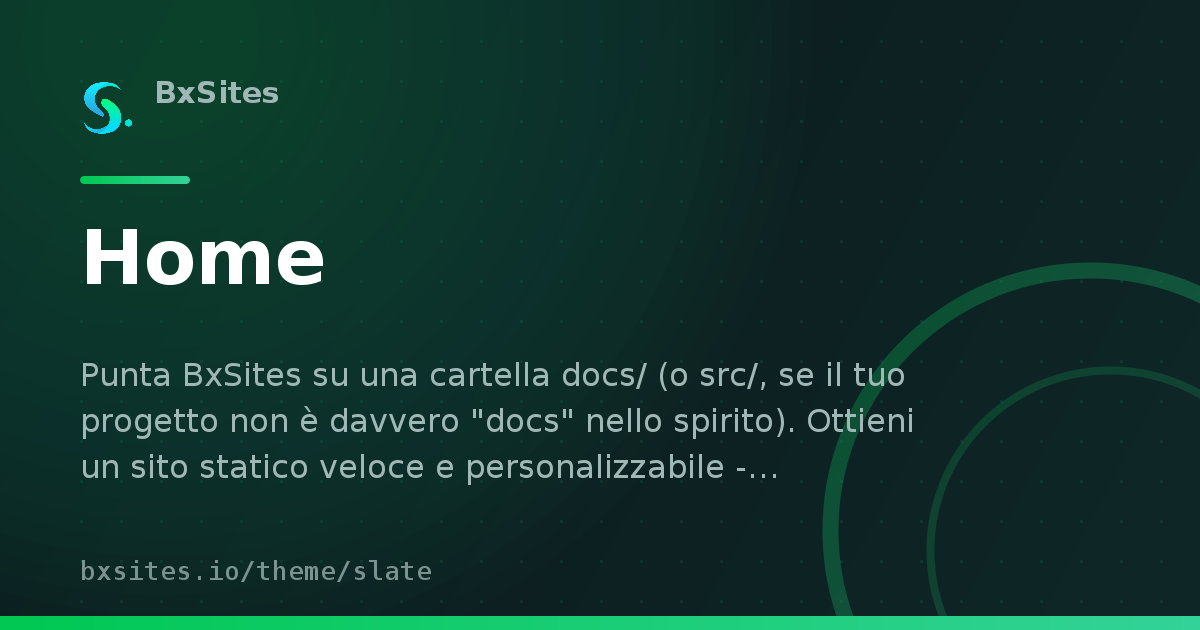 BxSites
Home
Punta BxSites su una cartella docs/ (o src/, se il tuo
progetto non è davvero "docs" nello spirito). Ottieni
un sito statico veloce e personalizzabile -…
bxsites.io/theme/slate